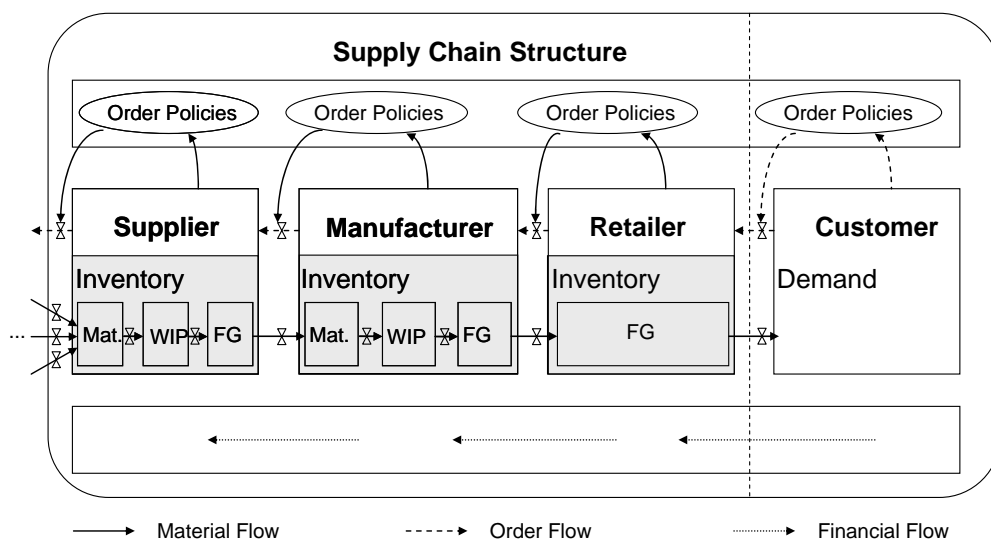 Supply Chain Structure
Order Policies Order Policies Order Policies Order Policies
Supplier Manufacturer Retailer Customer
Inventory Inventory Inventory Demand
... Mat. WIP FG Mat. WIP FG FG
Material Flow Order Flow Financial Flow